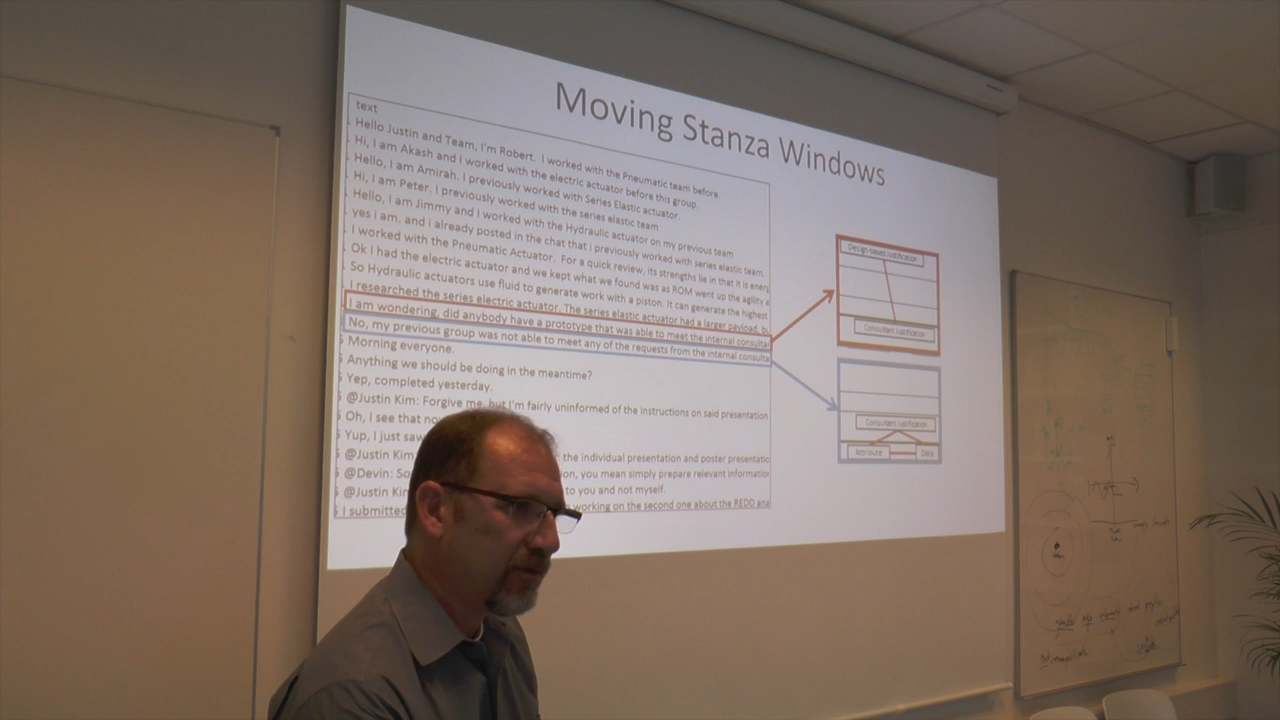 Moving Stanza Windows
text
Hello Justin and Team, I'm Robert. I worked with the Pneumatic team before.
Hi, I am Akash and I worked with the electric actuator before this group.
Hello, I am Amirah. I previously worked with Series Elastic actuator.
Hi, I am Peter. I previously worked with the series elastic team
Hello, I am Jimmy and I worked with the Hydraulic actuator on my previous team
yes i am. and i already posted in the chat that i previously worked with series elastic team.
I worked with the Pneumatic Actuator. For a quick review, its strengths lie in that it is energ
Ok I had the electric actuator and we kept what we found was as ROM went up the agility a
So Hydraulic actuators use fluid to generate work with a piston. It can generate the highest
I researched the series electric actuator. The series elastic actuator had a larger payload, bu
I am wondering, did anybody have a prototype that was able to meet the internal consultan
No, my previous group was not able to meet any of the requests from the internal consulta
Morning everyone.
Anything we should be doing in the meantime?
Yep, completed yesterday.
@Justin Kim: Forgive me, but I'm fairly uninformed of the instructions on said presentation
Oh, I see that no
Yup, I just saw
@Justin Kim: the individual presentation and poster presentatio
@Devin: So ion, you mean simply prepare relevant information
@Justin Kim to you and not myself.
I submitted working on the second one about the REDD ena
Design-based Justification
Consultant Justification
Consultant Justification
Attribute Data